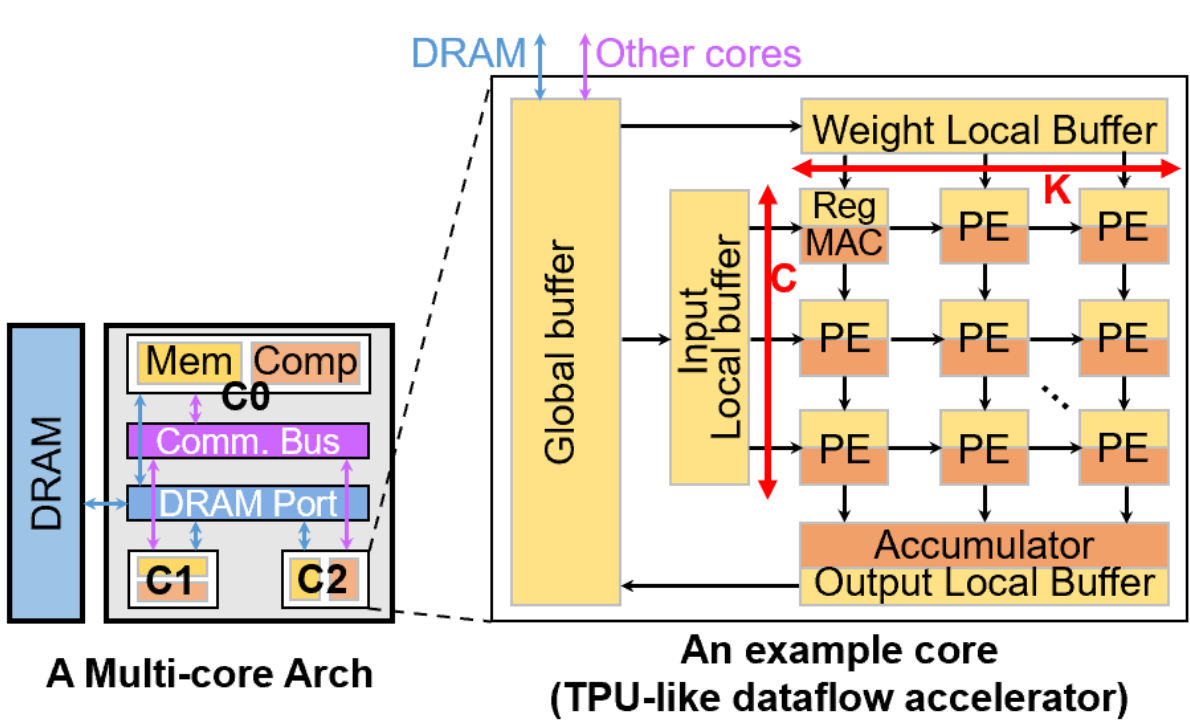 DRAM
Other cores
Weight Local Buffer
K
Global buffer
Input
Local buffer
C
Reg
MAC
PE
PE
PE
PE
PE
PE
PE
PE
Accumulator
Output Local Buffer
DRAM
Mem
Comp
C0
Comm. Bus
DRAM Port
C1
C2
A Multi-core Arch
An example core
(TPU-like dataflow accelerator)